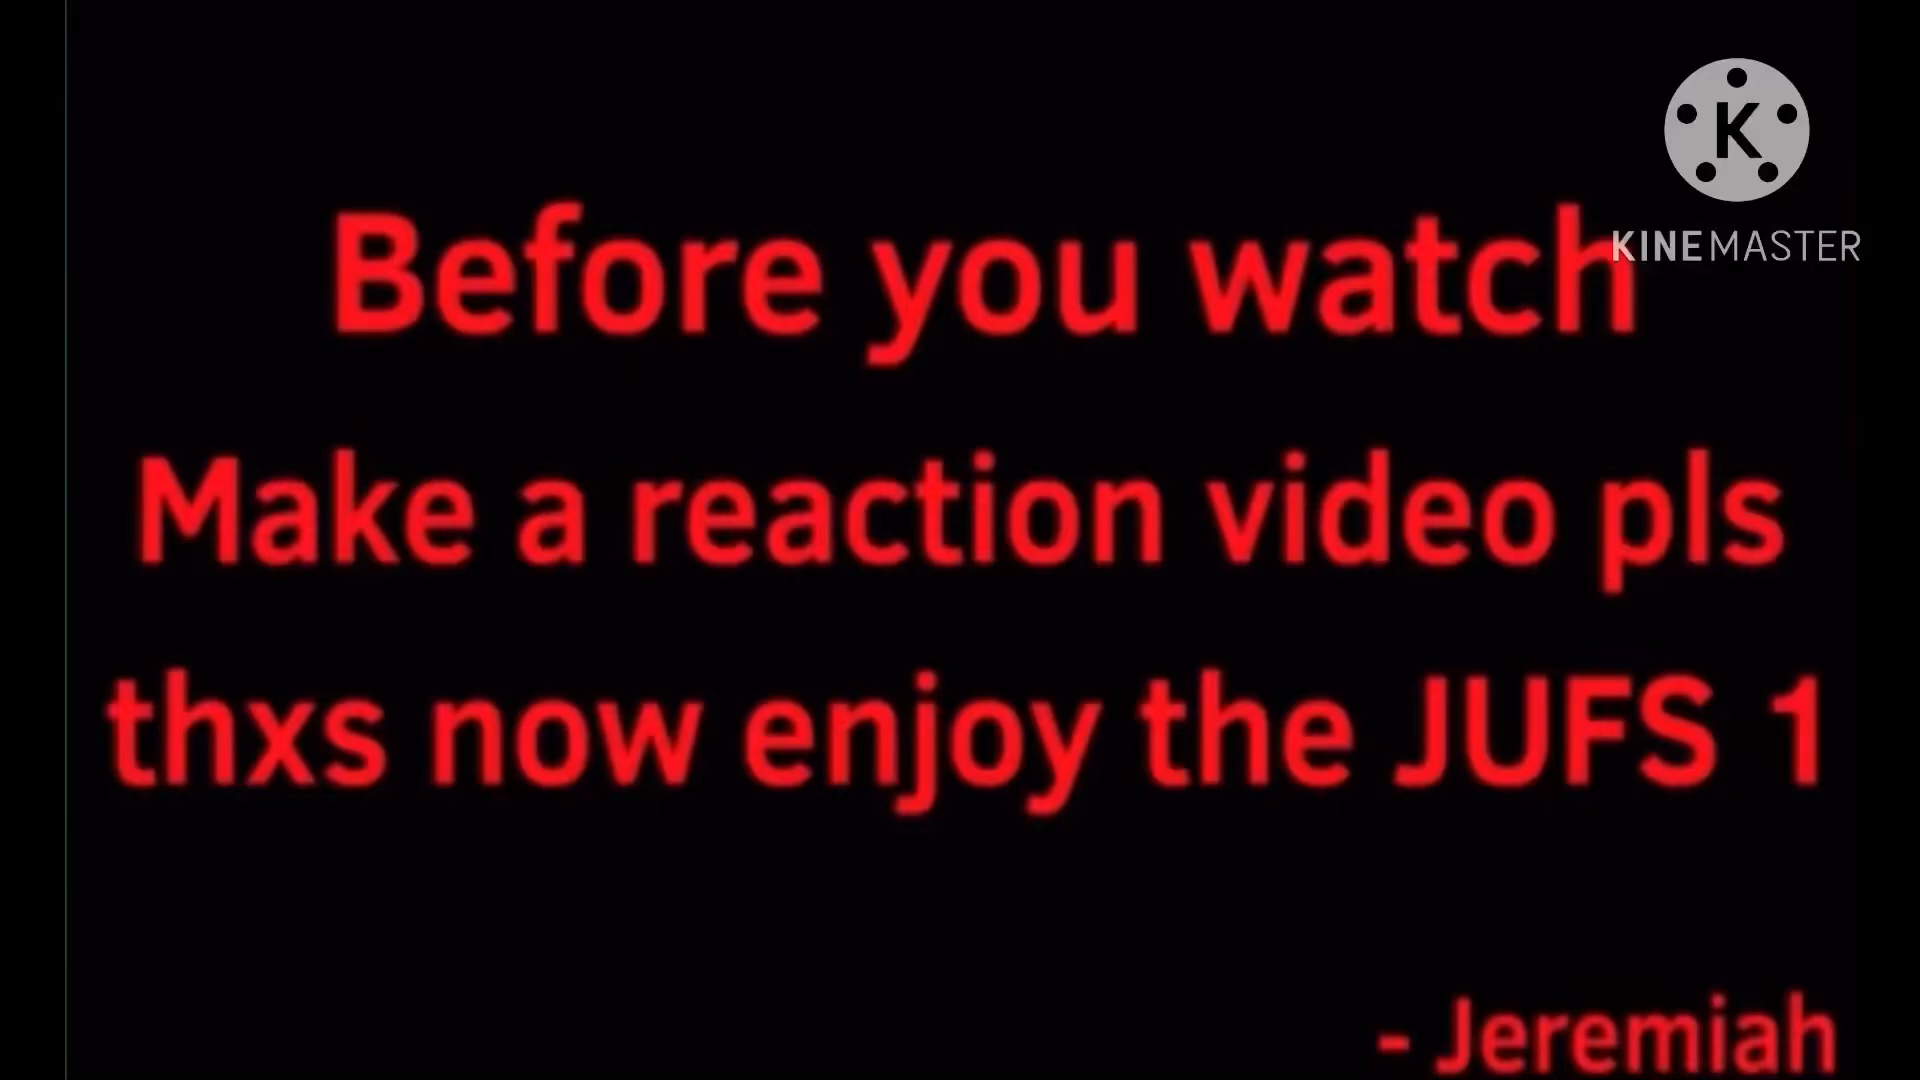 K
KINEMASTER
Before you watch
Make a reaction video pls
thxs now enjoy the JUFS 1
- Jeremiah